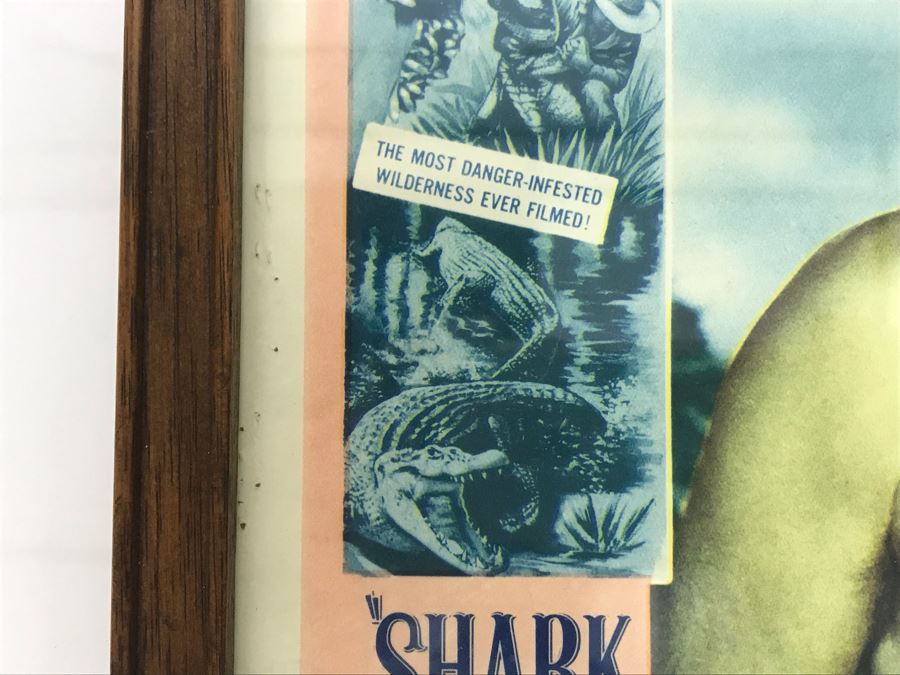 THE MOST DANGER-INFESTED
WILDERNESS EVER FILMED!
"SHARK